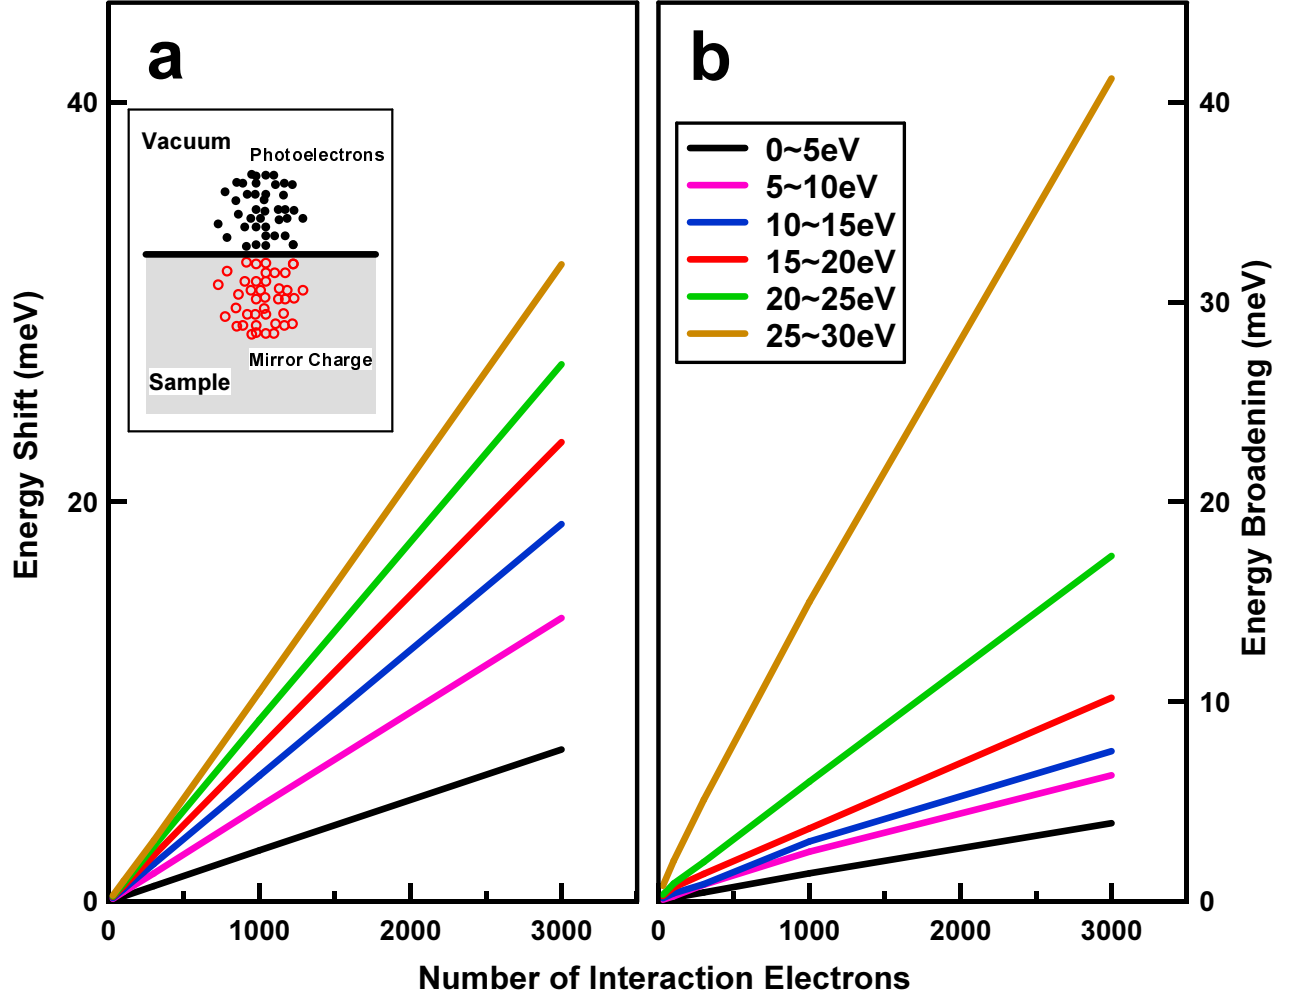 a
b
40
20
0
Energy Shift (meV)
Vacuum
Photoelectrons
Mirror Charge
Sample
0~5eV
5~10eV
10~15eV
15~20eV
20~25eV
25~30eV
40
30
20
10
0
Energy Broadening (meV)
0
1000
2000
3000
0
1000
2000
3000
Number of Interaction Electrons